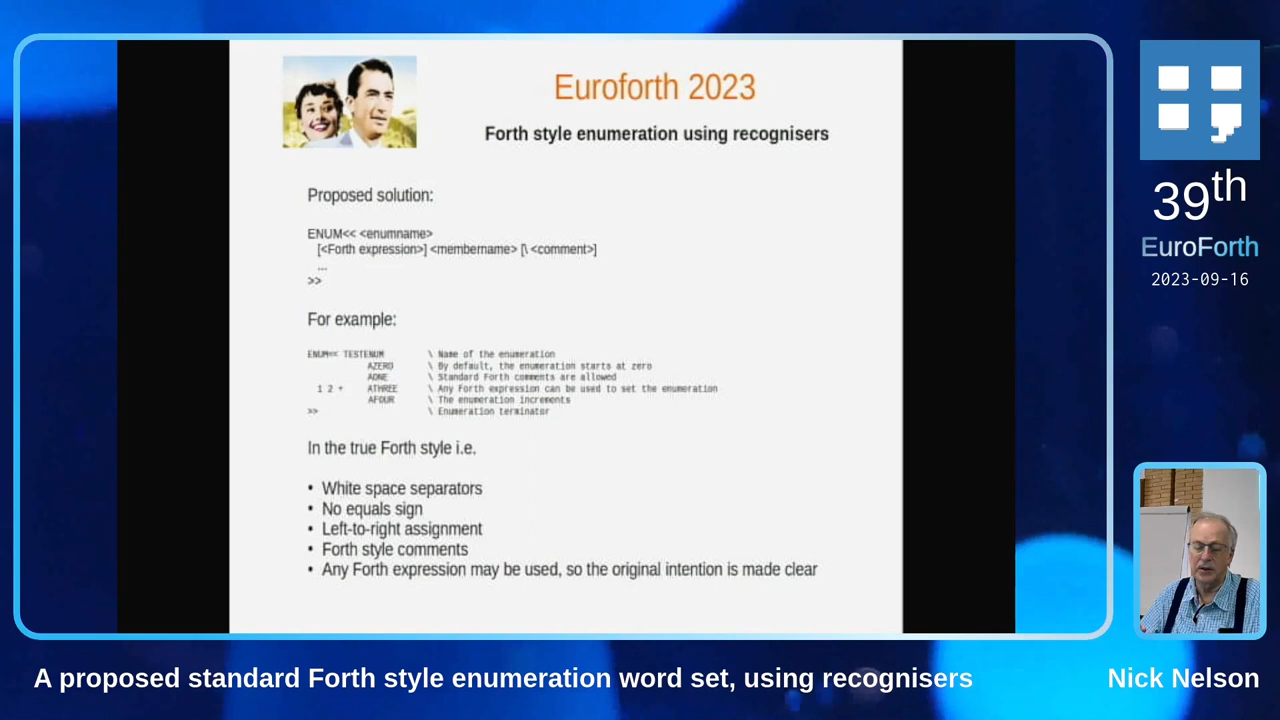 Euroforth 2023
Forth style enumeration using recognisers
Proposed solution:
ENUM<< <enumname>
[<Forth expression>] <membername> [\ <comment>]
...
>>
For example:
ENUM<< TESTENUM \ Name of the enumeration
AZERO \ By default, the enumeration starts at zero
AONE \ Standard Forth comments are allowed
1 2 + ATHREE \ Any Forth expression can be used to set the enumeration
AFOUR \ The enumeration increments
>> \ Enumeration terminator
In the true Forth style i.e.
• White space separators
• No equals sign
• Left-to-right assignment
• Forth style comments
• Any Forth expression may be used, so the original intention is made clear
39th
EuroForth
2023-09-16
A proposed standard Forth style enumeration word set, using recognisers
Nick Nelson